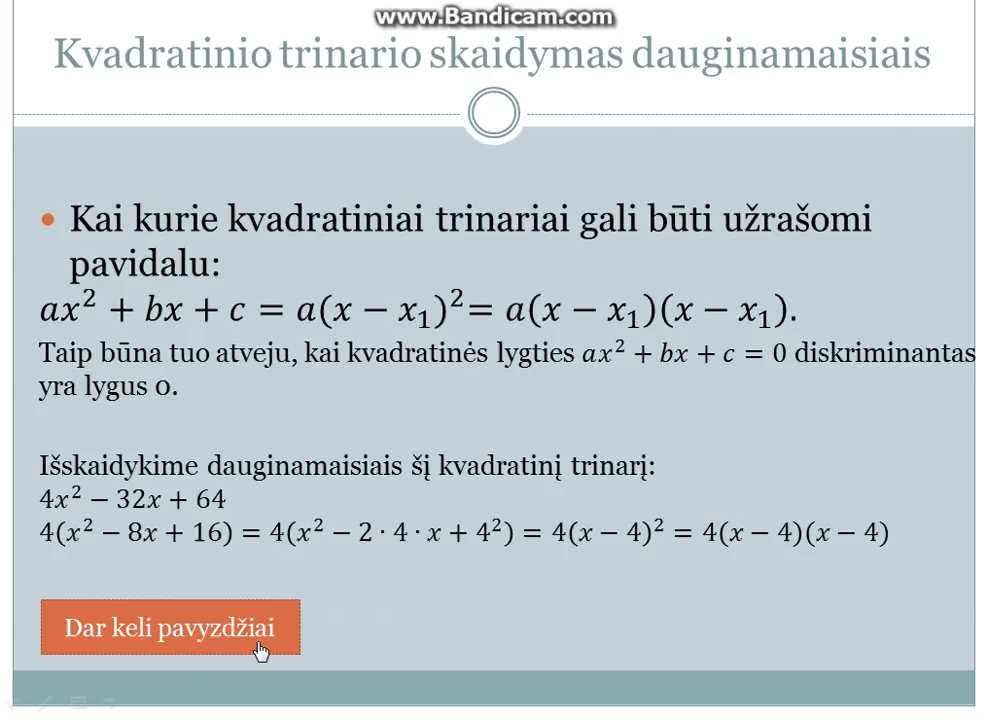 www.Bandicam.com
Kvadratinio trinario skaidymas dauginamaisiais
• Kai kurie kvadratiniai trinariai gali būti užrašomi
pavidalu:
ax² + bx + c = a(x − x₁)²= a(x − x₁)(x − x₁).
Taip būna tuo atveju, kai kvadratinės lygties ax² + bx + c = 0 diskriminantas
yra lygus 0.
Išskaidykime dauginamaisiais šį kvadratinį trinarį:
4x² − 32x + 64
4(x² − 8x + 16) = 4(x² − 2 · 4 · x + 4²) = 4(x − 4)² = 4(x − 4)(x − 4)
Dar keli pavyzdžiai